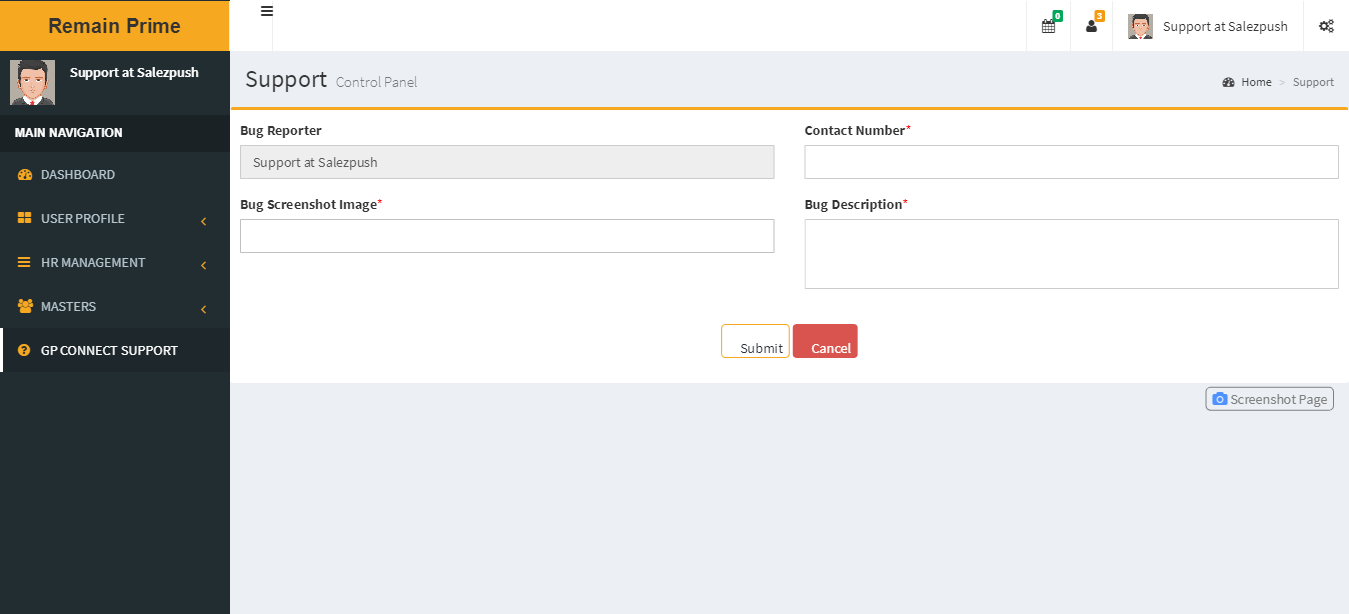 Remain Prime
0
3
Support at Salezpush
Support at Salezpush
MAIN NAVIGATION
DASHBOARD
USER PROFILE
HR MANAGEMENT
MASTERS
GP CONNECT SUPPORT
Support Control Panel
Home > Support
Bug Reporter
Support at Salezpush
Contact Number*
Bug Screenshot Image*
Bug Description*
Submit
Cancel
Screenshot Page